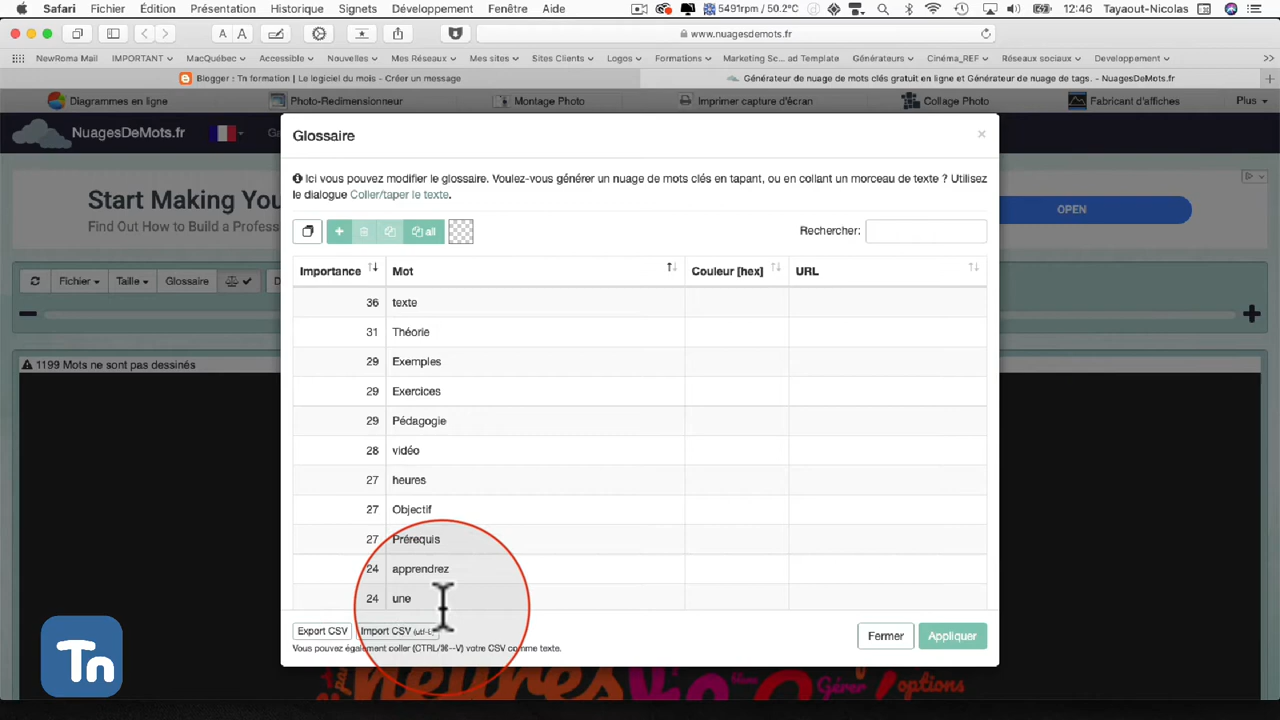 Safari Fichier Édition Présentation Historique Signets Développement Fenêtre Aide 5491rpm / 50.2°C 12:46 Tayaout-Nicolas
A A www.nuagesdemots.fr
NewRoma Mail IMPORTANT MacQuébec Accessible Nouvelles Mes Réseaux Mes sites Sites Clients Logos Formations Marketing Sc...ad Template Générateurs Cinéma_REF Réseaux sociaux Developpement >>
Blogger : Tn formation | Le logiciel du mois - Créer un message Générateur de nuage de mots clés gratuit en ligne et Générateur de nuage de tags. - NuagesDeMots.fr
Diagrammes en ligne Photo-Redimensionneur Montage Photo Imprimer capture d'écran Collage Photo Fabricant d'affiches Plus
NuagesDeMots.fr
Glossaire ×
Ici vous pouvez modifier le glossaire. Voulez-vous générer un nuage de mots clés en tapant, ou en collant un morceau de texte ? Utilisez
le dialogue Coller/taper le texte.
Start Making You
Find Out How to Build a Profess
OPEN
all Rechercher:
Fichier Taille Glossaire
Importance Mot Couleur [hex] URL
36 texte
31 Théorie
1199 Mots ne sont pas dessinés
29 Exemples
29 Exercices
29 Pédagogie
28 vidéo
27 heures
27 Objectif
27 Prérequis
24 apprendrez
24 une
Export CSV Import CSV Fermer Appliquer
Vous pouvez également coller (CTRL/⌘--V) votre CSV comme texte.
Tn
heures Gérer options